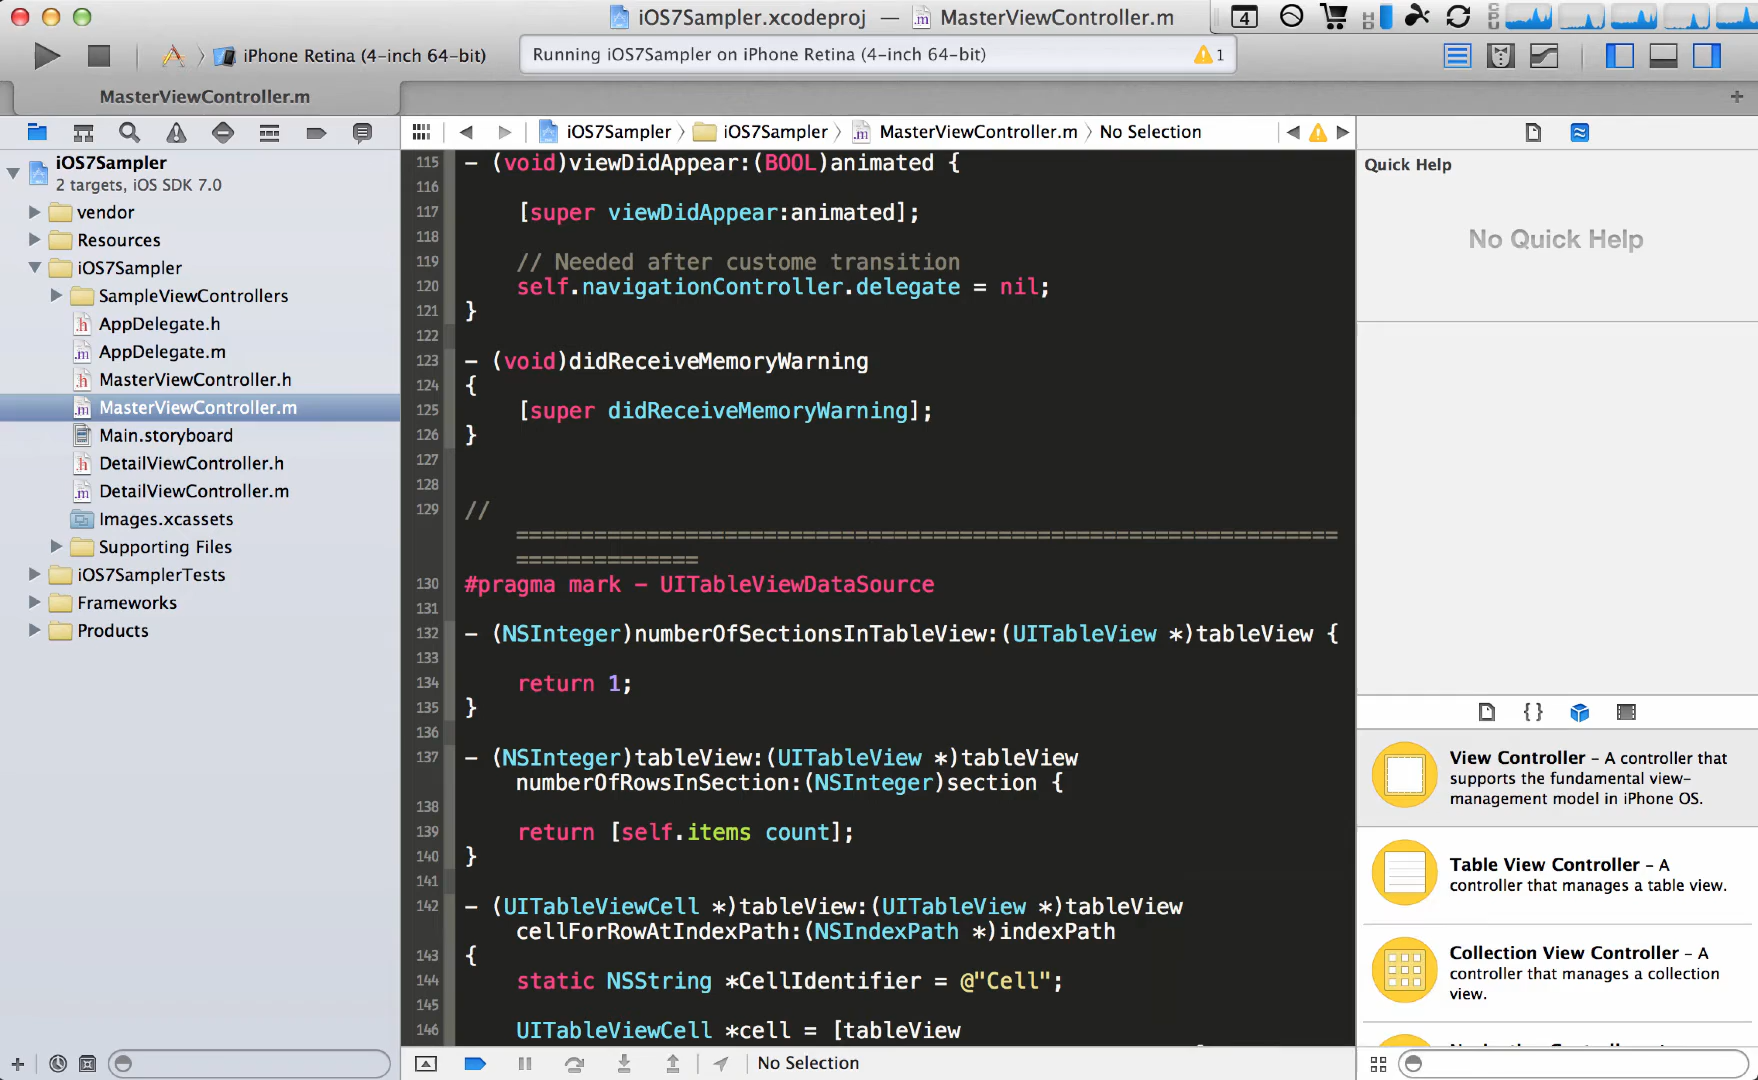 iOS7Sampler.xcodeproj — MasterViewController.m
4
iPhone Retina (4-inch 64-bit)
Running iOS7Sampler on iPhone Retina (4-inch 64-bit)
1
MasterViewController.m
iOS7Sampler
2 targets, iOS SDK 7.0
vendor
Resources
iOS7Sampler
SampleViewControllers
AppDelegate.h
AppDelegate.m
MasterViewController.h
MasterViewController.m
Main.storyboard
DetailViewController.h
DetailViewController.m
Images.xcassets
Supporting Files
iOS7SamplerTests
Frameworks
Products
iOS7Sampler iOS7Sampler MasterViewController.m No Selection
115 - (void)viewDidAppear:(BOOL)animated {
116
117 [super viewDidAppear:animated];
118
119 // Needed after custome transition
120 self.navigationController.delegate = nil;
121 }
122
123 - (void)didReceiveMemoryWarning
124 {
125 [super didReceiveMemoryWarning];
126 }
127
128
129 //
===============================================================
==============
130 #pragma mark - UITableViewDataSource
131
132 - (NSInteger)numberOfSectionsInTableView:(UITableView *)tableView {
133
134 return 1;
135 }
136
137 - (NSInteger)tableView:(UITableView *)tableView
numberOfRowsInSection:(NSInteger)section {
138
139 return [self.items count];
140 }
141
142 - (UITableViewCell *)tableView:(UITableView *)tableView
cellForRowAtIndexPath:(NSIndexPath *)indexPath
143 {
144 static NSString *CellIdentifier = @"Cell";
145
146 UITableViewCell *cell = [tableView
No Selection
Quick Help
No Quick Help
{ }
View Controller – A controller that
supports the fundamental view-
management model in iPhone OS.
Table View Controller – A
controller that manages a table view.
Collection View Controller – A
controller that manages a collection
view.